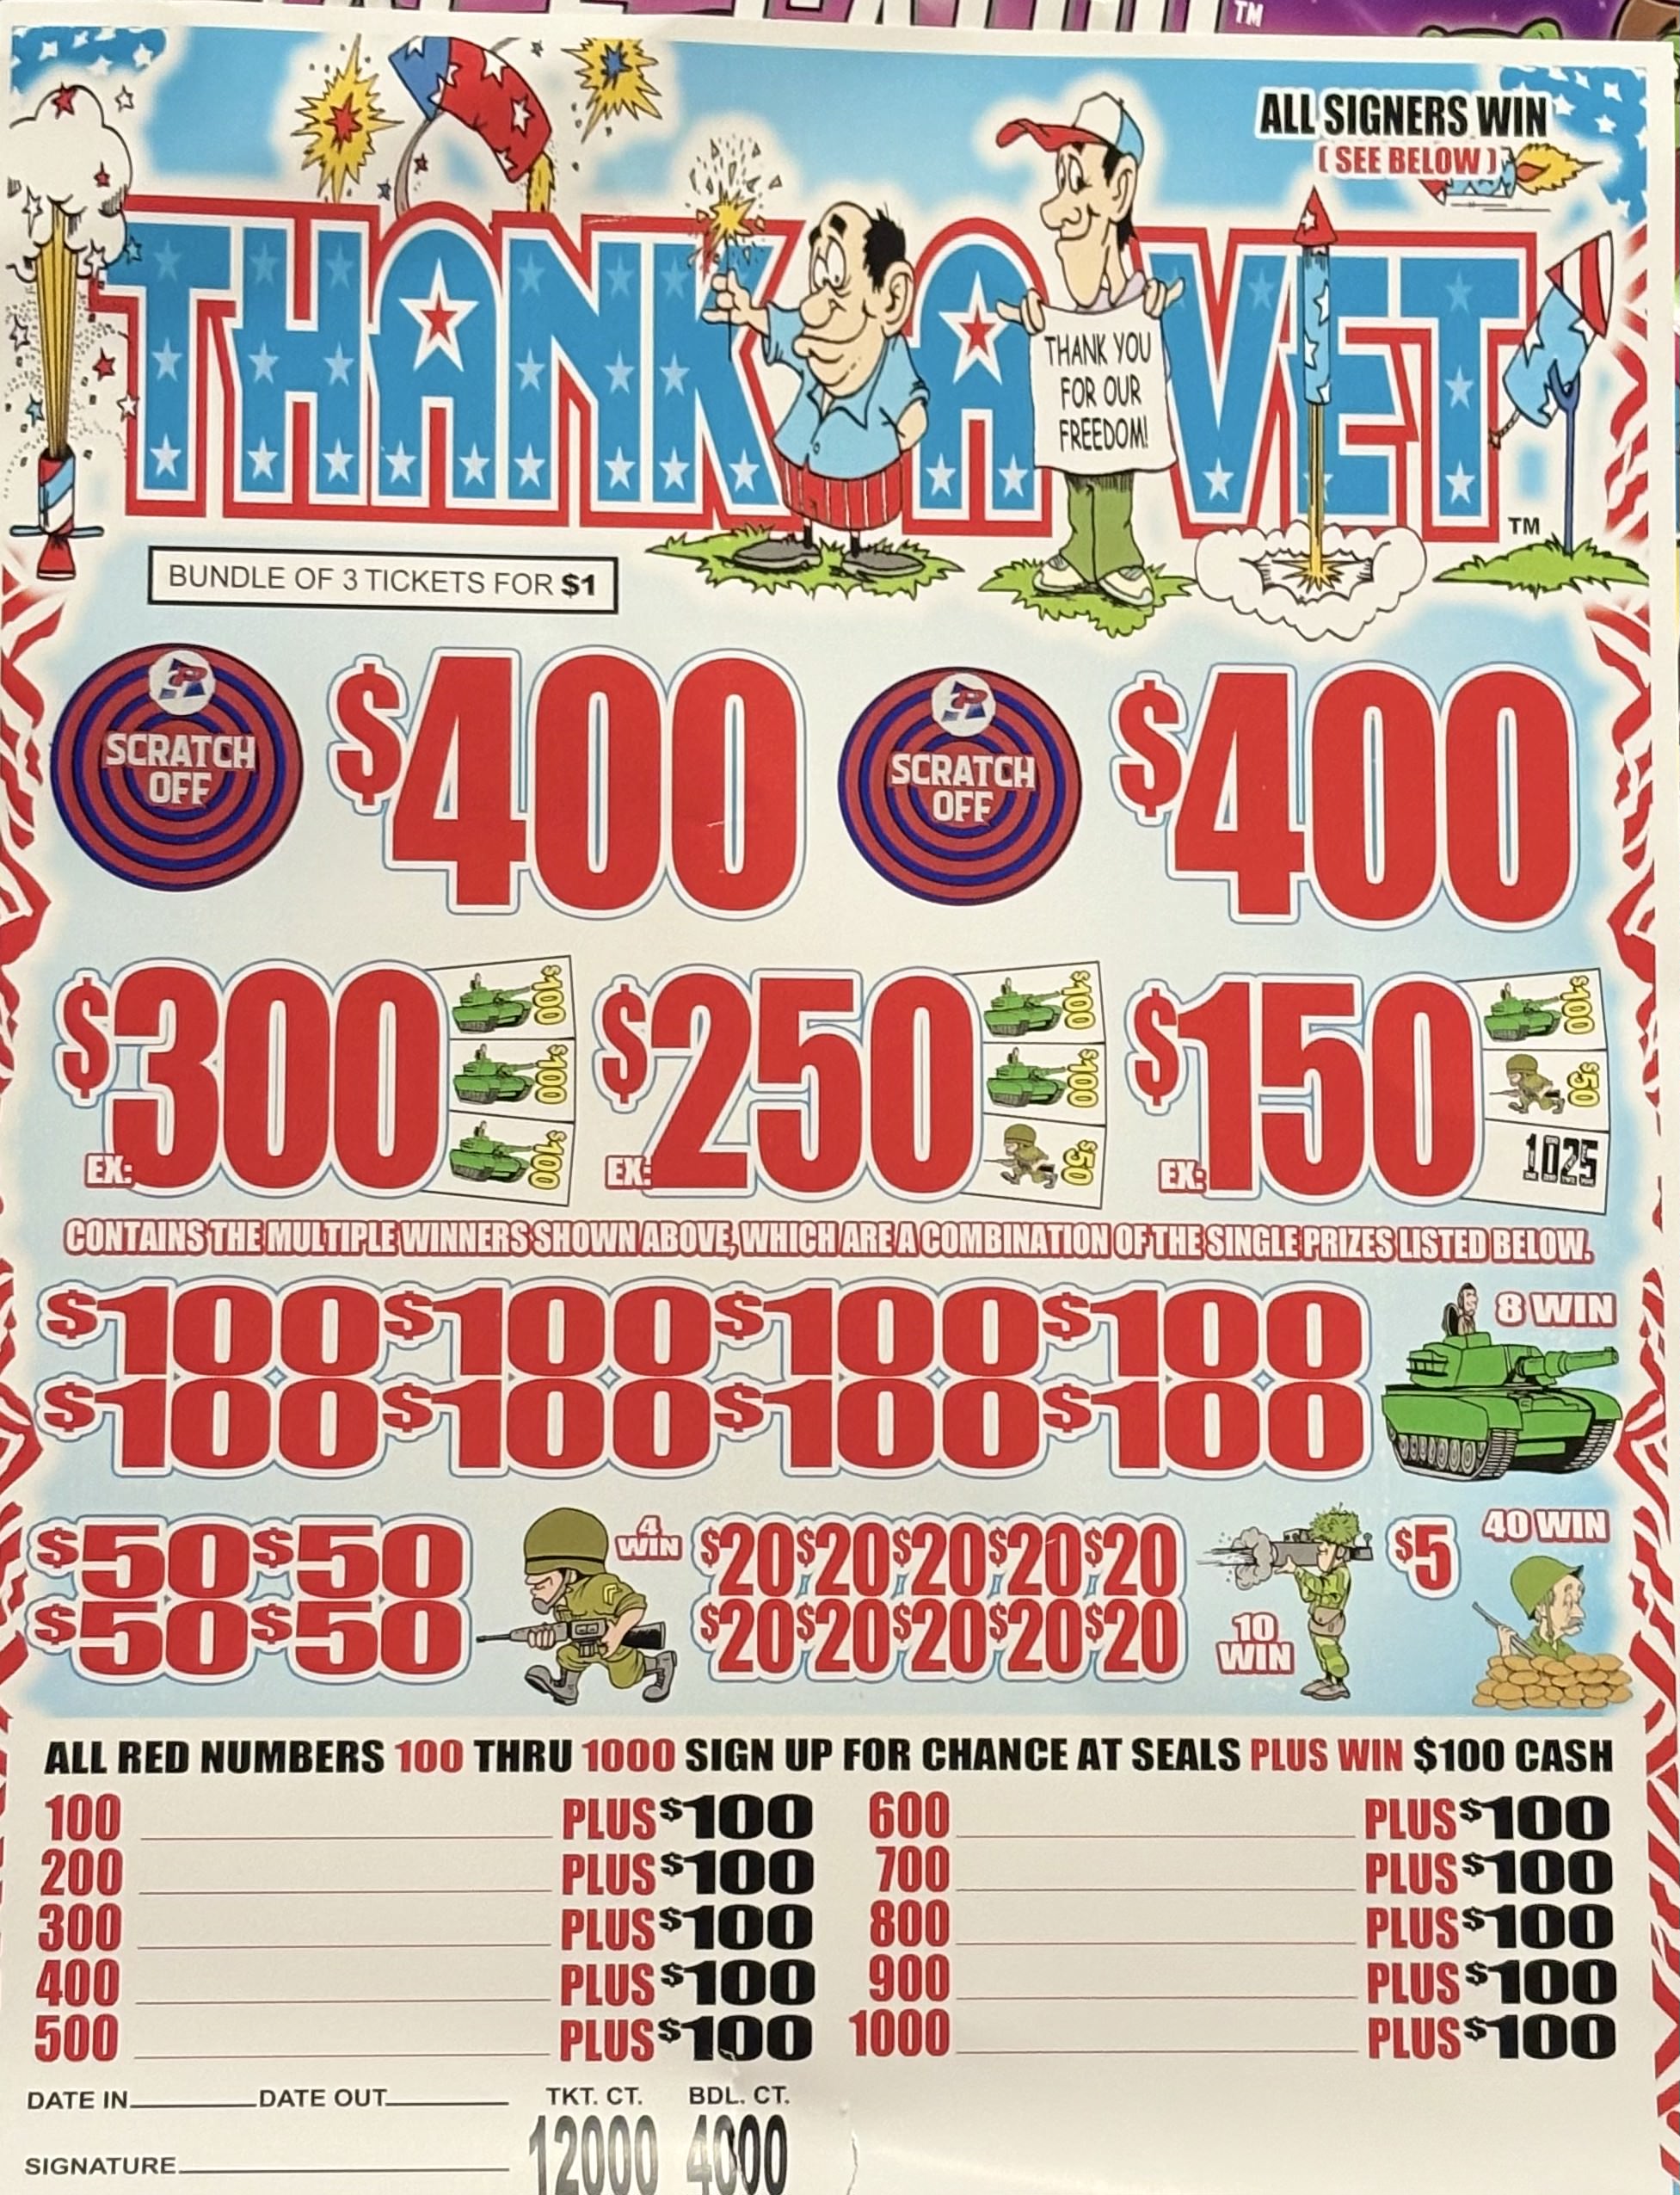 TM
ALL SIGNERS WIN
( SEE BELOW )
THANK A VET
THANK YOU
FOR OUR
FREEDOM!
TM
BUNDLE OF 3 TICKETS FOR $1
SCRATCH
OFF
$400
SCRATCH
OFF
$400
EX: $300
$100
$100
$100
EX: $250
$100
$100
$50
EX: $150
$100
$50
1025
CONTAINS THE MULTIPLE WINNERS SHOWN ABOVE, WHICH ARE A COMBINATION OF THE SINGLE PRIZES LISTED BELOW.
$100 $100 $100 $100 8 WIN
$100 $100 $100 $100
$50 $50
$50 $50
4
WIN
$20 $20 $20 $20 $20
$20 $20 $20 $20 $20
10
WIN
$5 40 WIN
ALL RED NUMBERS 100 THRU 1000 SIGN UP FOR CHANCE AT SEALS PLUS WIN $100 CASH
100 PLUS $100 600 PLUS $100
200 PLUS $100 700 PLUS $100
300 PLUS $100 800 PLUS $100
400 PLUS $100 900 PLUS $100
500 PLUS $100 1000 PLUS $100
DATE IN DATE OUT TKT. CT. BDL. CT.
12000 4000
SIGNATURE